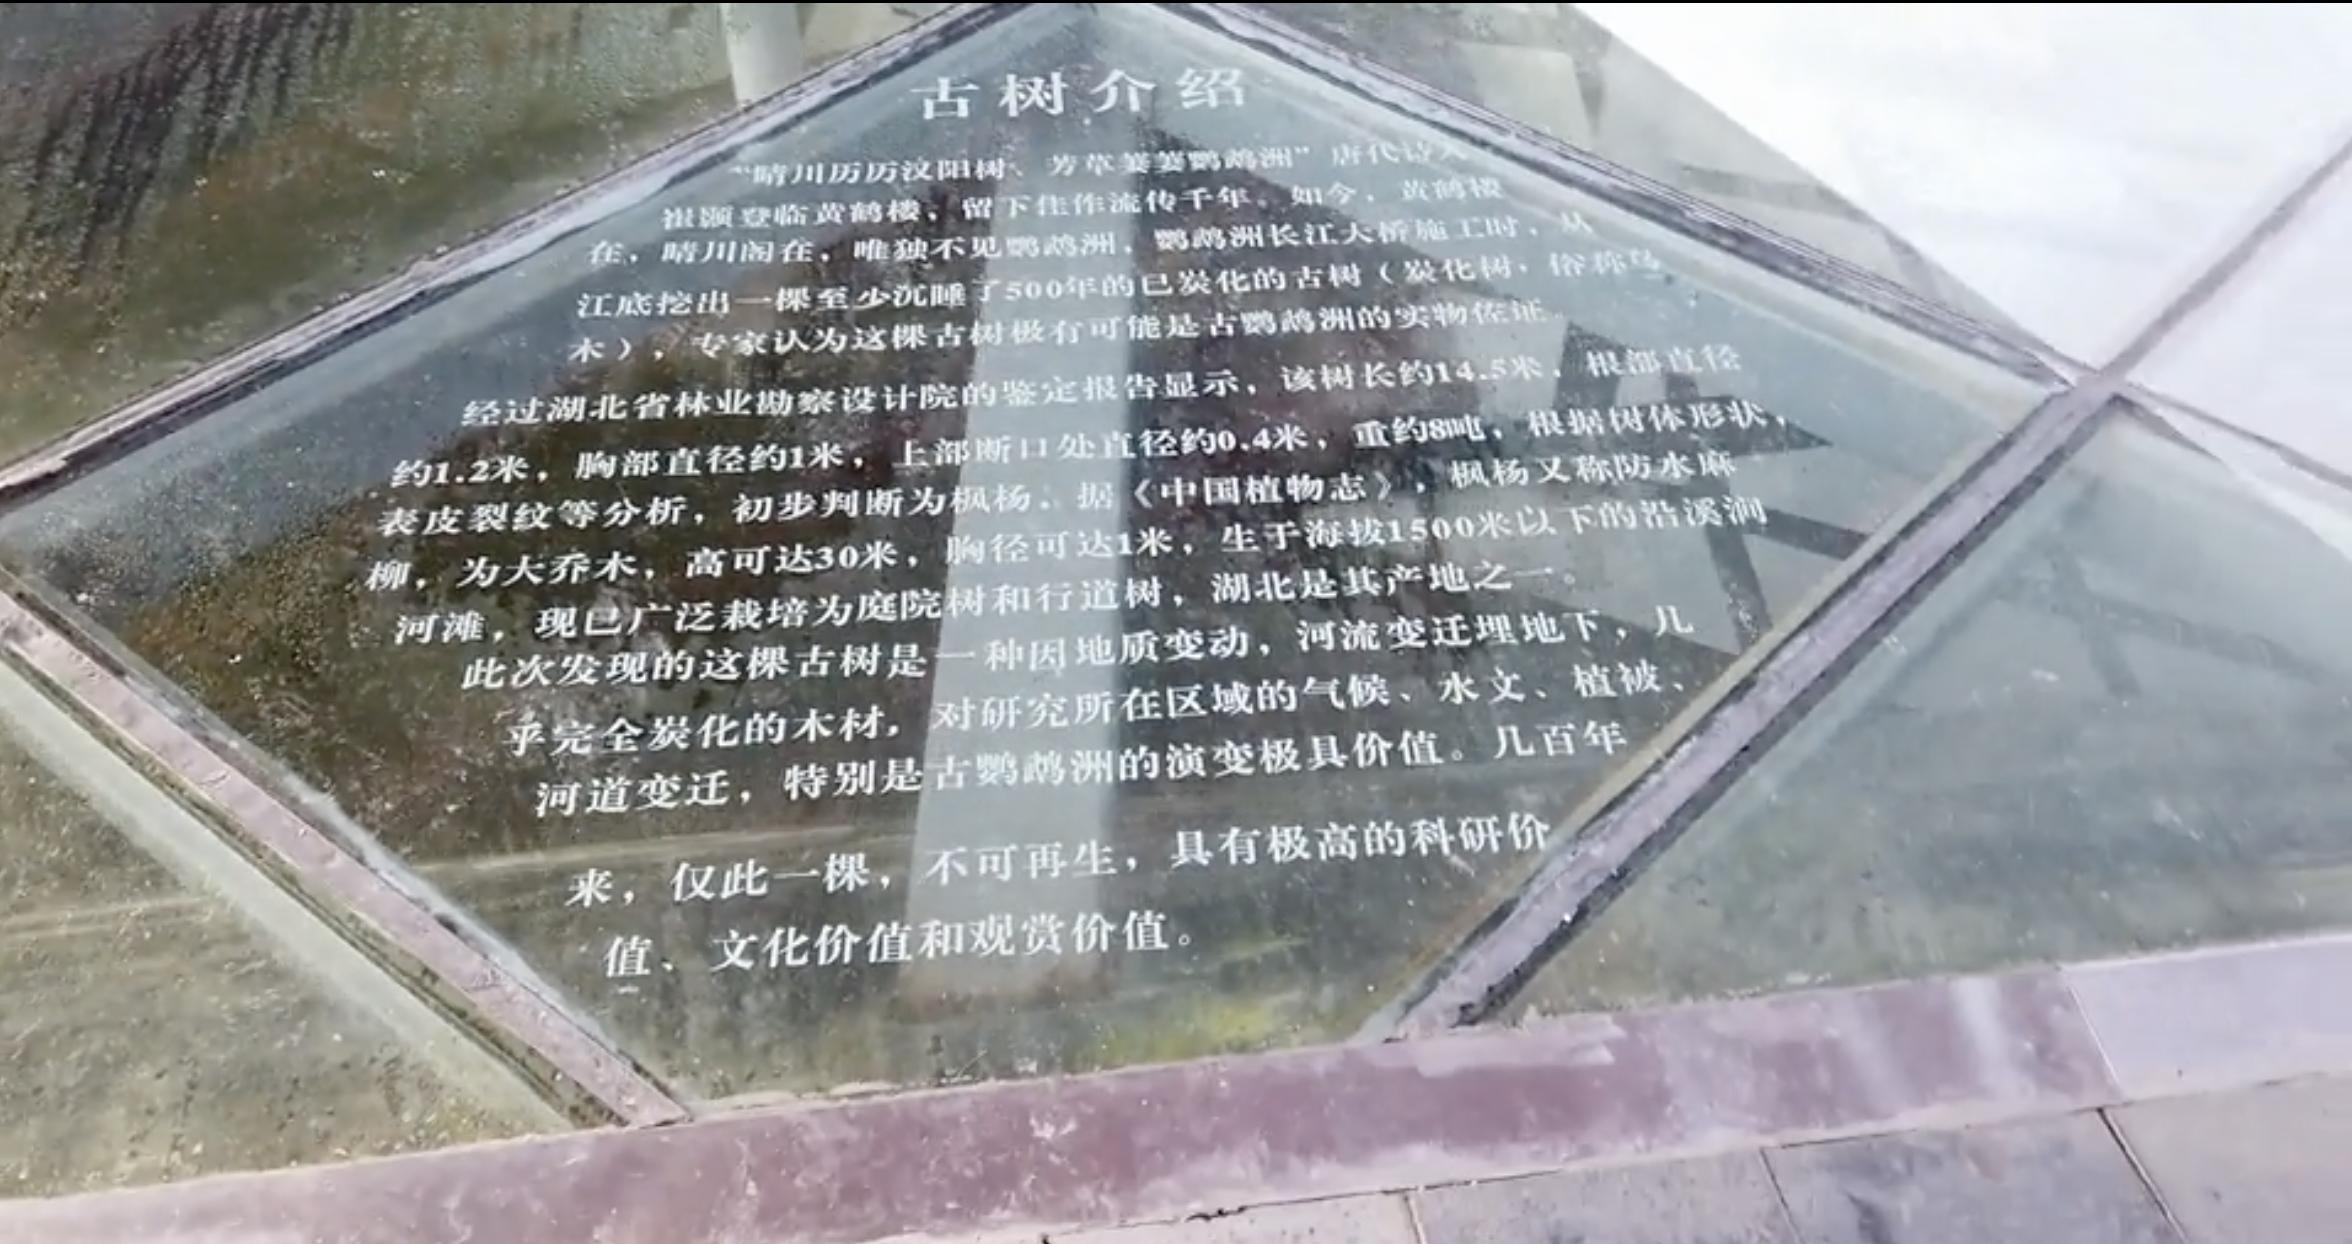 古树介绍
“晴川历历汉阳树、芳草萋萋鹦鹉洲”唐代诗人
崔颢登临黄鹤楼，留下佳作流传千年。如今，黄鹤楼
在，晴川阁在，唯独不见鹦鹉洲，鹦鹉洲长江大桥施工时，从
江底挖出一棵至少沉睡了500年的已炭化的古树（炭化树，俗称乌
木），专家认为这棵古树极有可能是古鹦鹉洲的实物佐证。
经过湖北省林业勘察设计院的鉴定报告显示，该树长约14.5米，根部直径
约1.2米，胸部直径约1米，上部断口处直径约0.4米，重约8吨，根据树体形状，
表皮裂纹等分析，初步判断为枫杨。据《中国植物志》，枫杨又称防水麻
柳，为大乔木，高可达30米，胸径可达1米，生于海拔1500米以下的沿溪涧
河滩，现已广泛栽培为庭院树和行道树，湖北是其产地之一。
此次发现的这棵古树是一种因地质变动，河流变迁埋地下，几
乎完全炭化的木材，对研究所在区域的气候、水文、植被、
河道变迁，特别是古鹦鹉洲的演变极具价值。几百年
来，仅此一棵，不可再生，具有极高的科研价
值、文化价值和观赏价值。